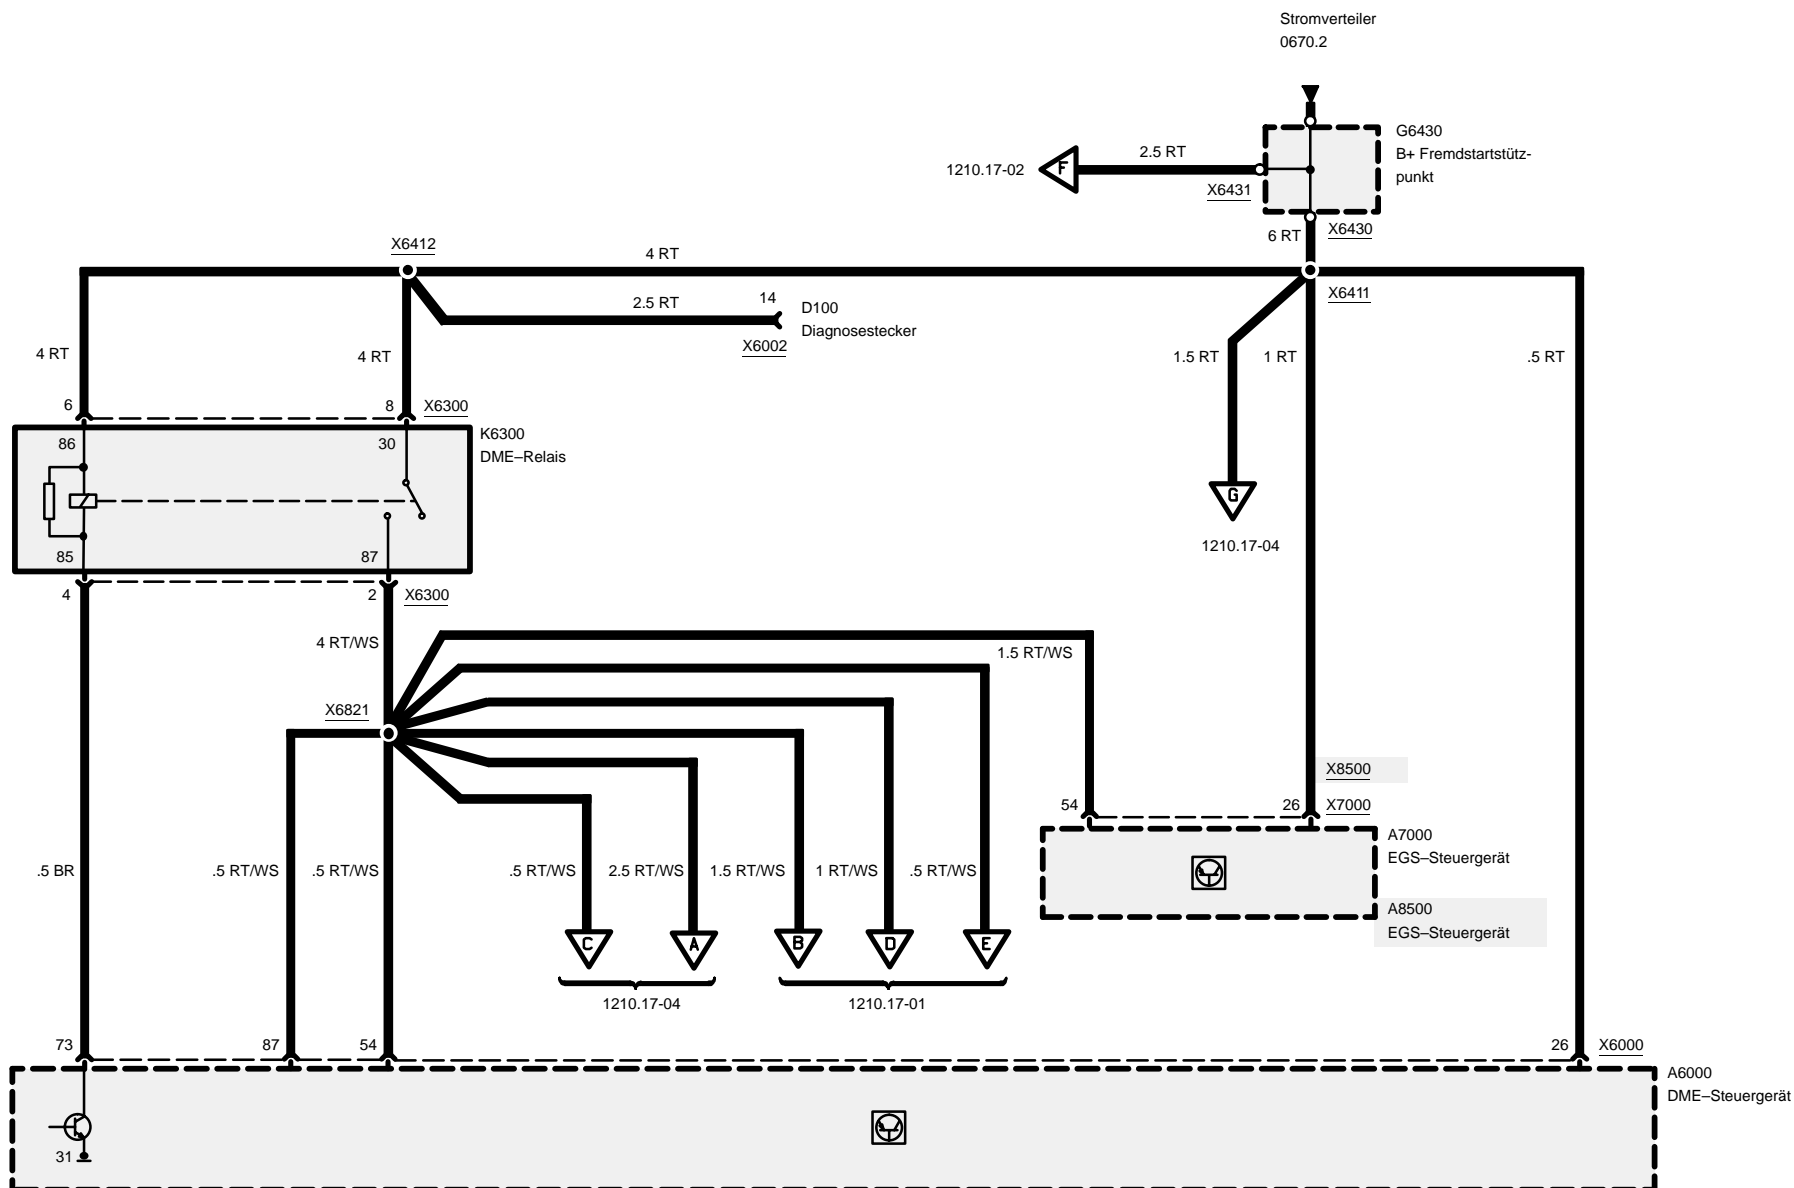 Stromverteiler
0670.2
G6430
B+ Fremdstartstütz-
punkt
1210.17-02
F
2.5 RT
X6431
6 RT
X6430
X6412
4 RT
X6411
2.5 RT
14
D100
Diagnosestecker
X6002
4 RT
4 RT
1.5 RT
1 RT
.5 RT
6
8
X6300
K6300
DME–Relais
86
30
G
1210.17-04
85
87
4
2
X6300
4 RT/WS
1.5 RT/WS
X6821
X8500
54
26
X7000
A7000
EGS–Steuergerät
.5 BR
.5 RT/WS
.5 RT/WS
.5 RT/WS
2.5 RT/WS
1.5 RT/WS
1 RT/WS
.5 RT/WS
A8500
EGS–Steuergerät
C
A
B
D
E
1210.17-04
1210.17-01
73
87
54
26
X6000
A6000
DME–Steuergerät
31